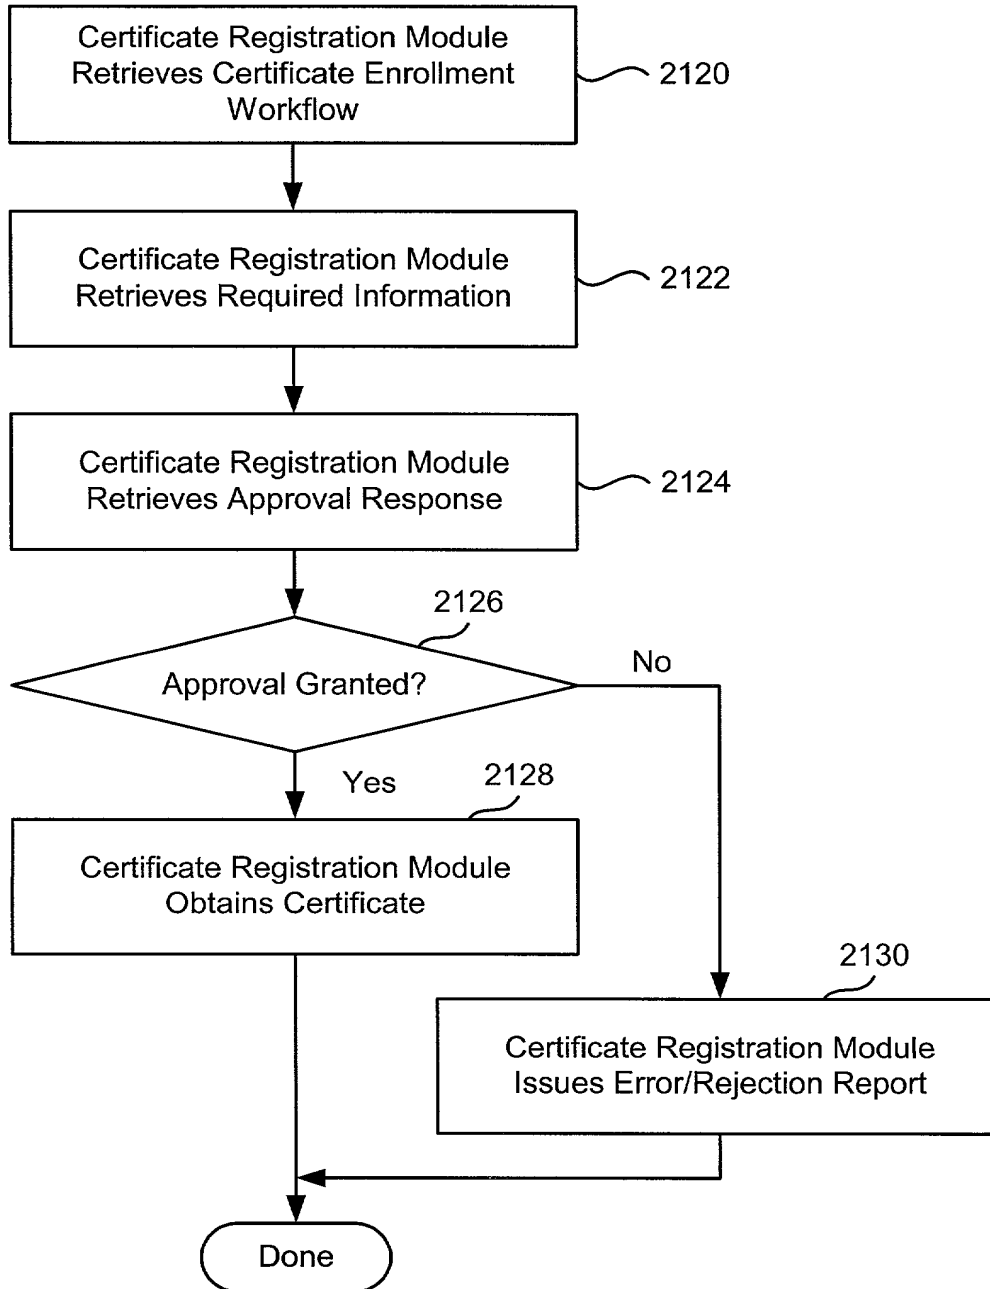 Certificate Registration Module
Retrieves Certificate Enrollment
Workflow
2120
Certificate Registration Module
Retrieves Required Information
2122
Certificate Registration Module
Retrieves Approval Response
2124
2126
Approval Granted?
No
Yes
2128
Certificate Registration Module
Obtains Certificate
2130
Certificate Registration Module
Issues Error/Rejection Report
Done